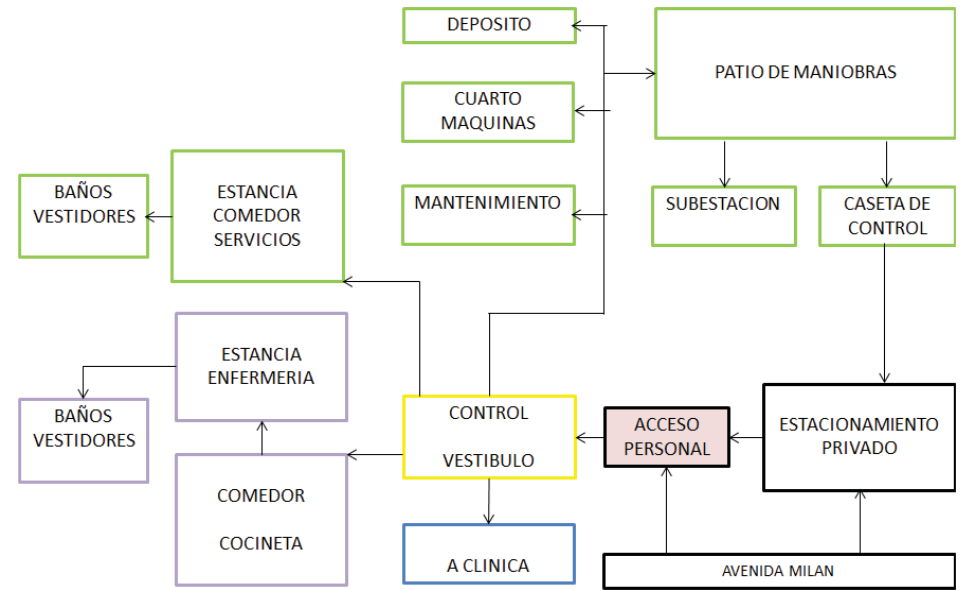 DEPOSITO
PATIO DE MANIOBRAS
CUARTO
MAQUINAS
BAÑOS
VESTIDORES
ESTANCIA
COMEDOR
SERVICIOS
MANTENIMIENTO
SUBESTACION
CASETA DE
CONTROL
ESTANCIA
ENFERMERIA
BAÑOS
VESTIDORES
CONTROL
VESTIBULO
ACCESO
PERSONAL
ESTACIONAMIENTO
PRIVADO
COMEDOR
COCINETA
A CLINICA
AVENIDA MILAN